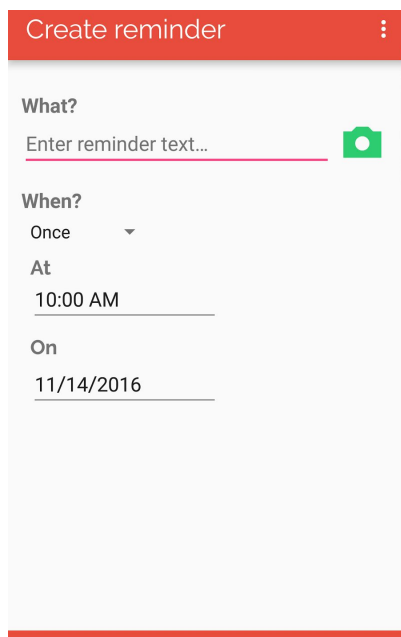 Create reminder
What?
Enter reminder text...
When?
Once
At
10:00 AM
On
11/14/2016